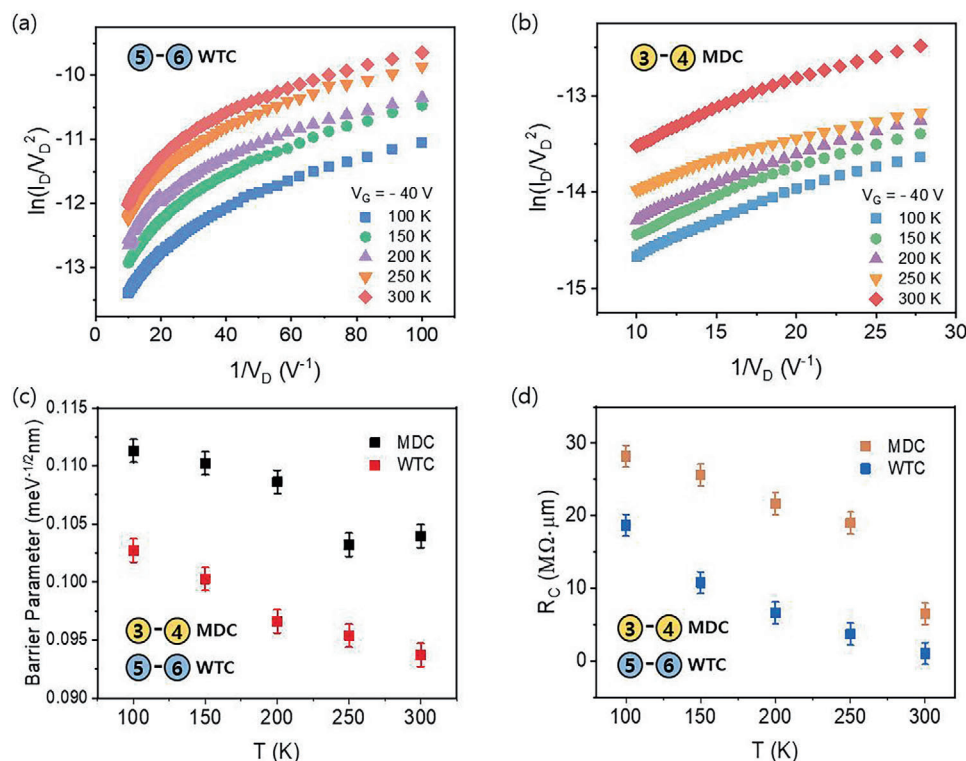 (a)
ln(I_D/V_D^2)
-10
-11
-12
-13
5-6 WTC
V_G = - 40 V
100 K
150 K
200 K
250 K
300 K
0 20 40 60 80 100
1/V_D (V^-1)
(b)
ln(I_D/V_D^2)
-13
-14
-15
3-4 MDC
V_G = - 40 V
100 K
150 K
200 K
250 K
300 K
10 15 20 25 30
1/V_D (V^-1)
(c)
Barrier Parameter (meV^-1/2nm)
0.115
0.110
0.105
0.100
0.095
0.090
MDC
WTC
3-4 MDC
5-6 WTC
100 150 200 250 300
T (K)
(d)
R_C (MΩ·μm)
30
20
10
0
MDC
WTC
3-4 MDC
5-6 WTC
100 150 200 250 300
T (K)